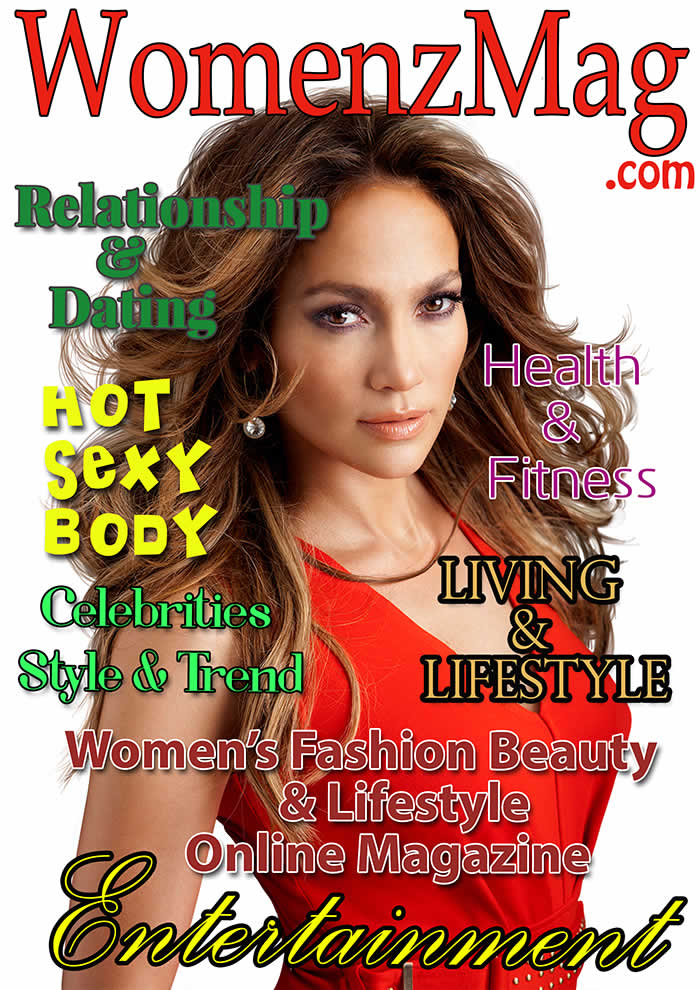 WomenzMag
.com
Relationship
&
Dating
HOT
SeXY
BODY
Health
&
Fitness
Celebrities
Style & Trend
LIVING
&
LIFESTYLE
Women's Fashion Beauty
& Lifestyle
Online Magazine
Entertainment